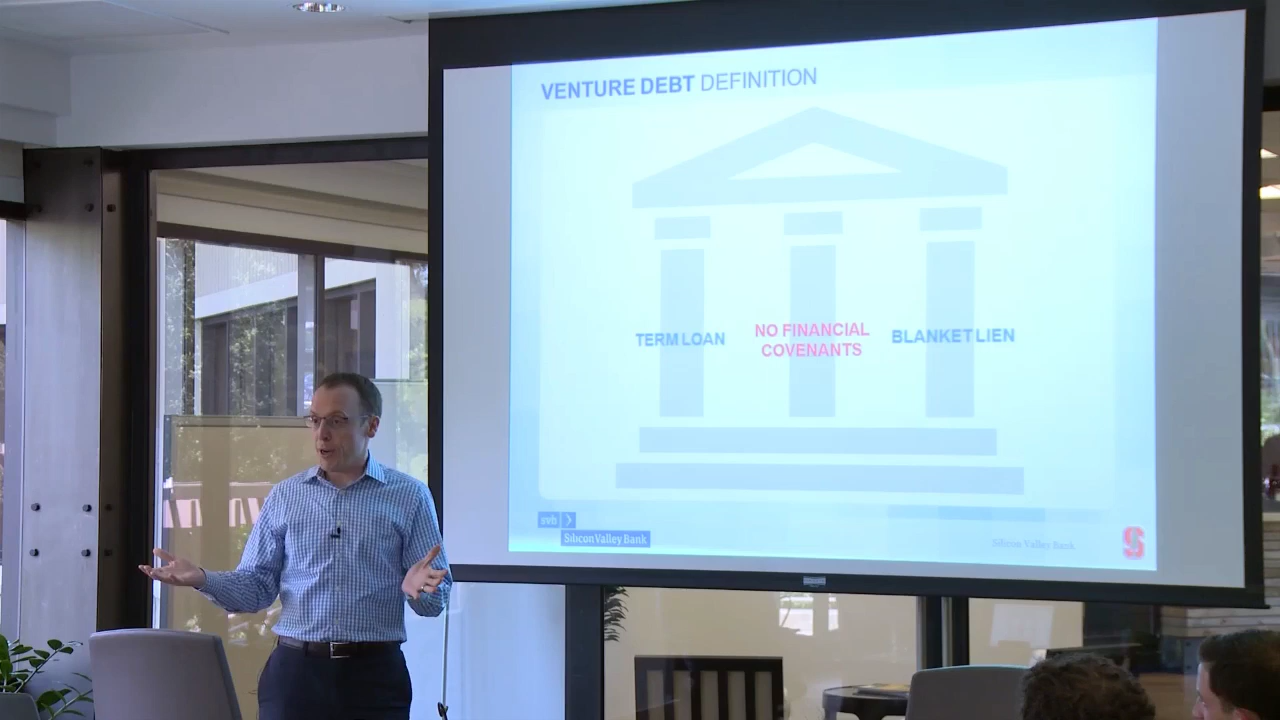 VENTURE DEBT DEFINITION
TERM LOAN
NO FINANCIAL
COVENANTS
BLANKET LIEN
svb
Silicon Valley Bank
Silicon Valley Bank
S